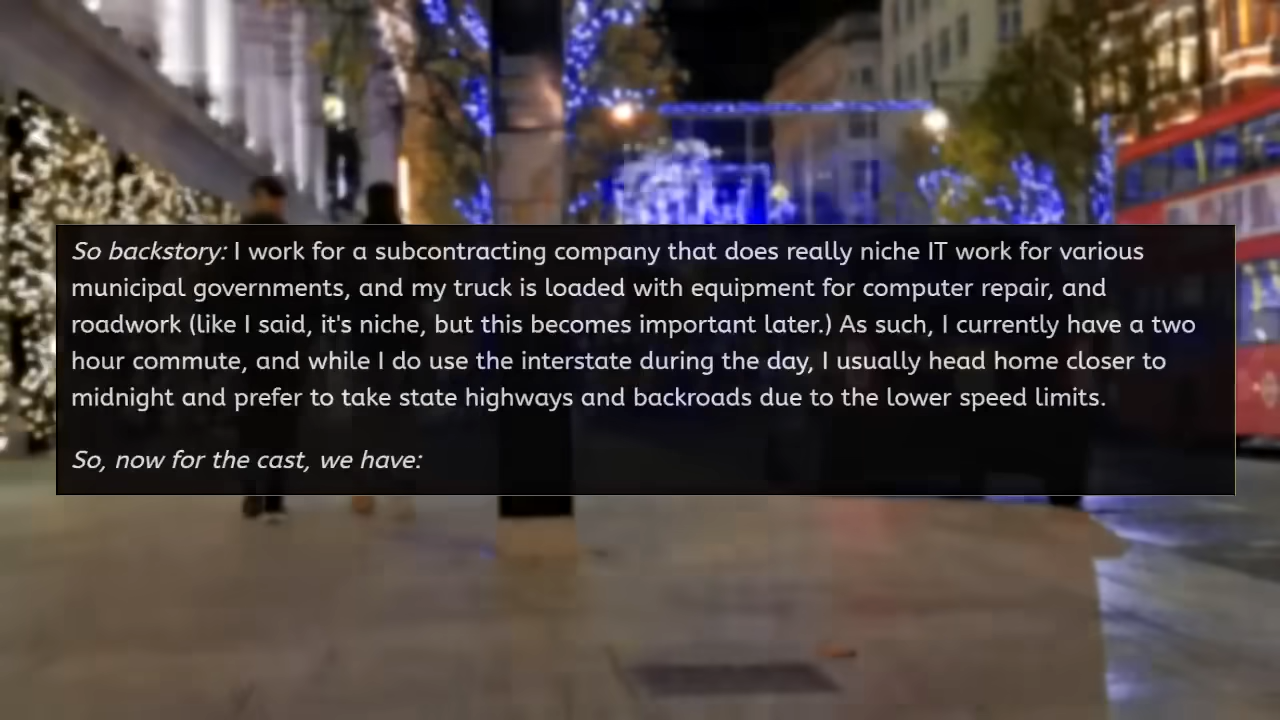 So backstory: I work for a subcontracting company that does really niche IT work for various
municipal governments, and my truck is loaded with equipment for computer repair, and
roadwork (like I said, it's niche, but this becomes important later.) As such, I currently have a two
hour commute, and while I do use the interstate during the day, I usually head home closer to
midnight and prefer to take state highways and backroads due to the lower speed limits.
So, now for the cast, we have: